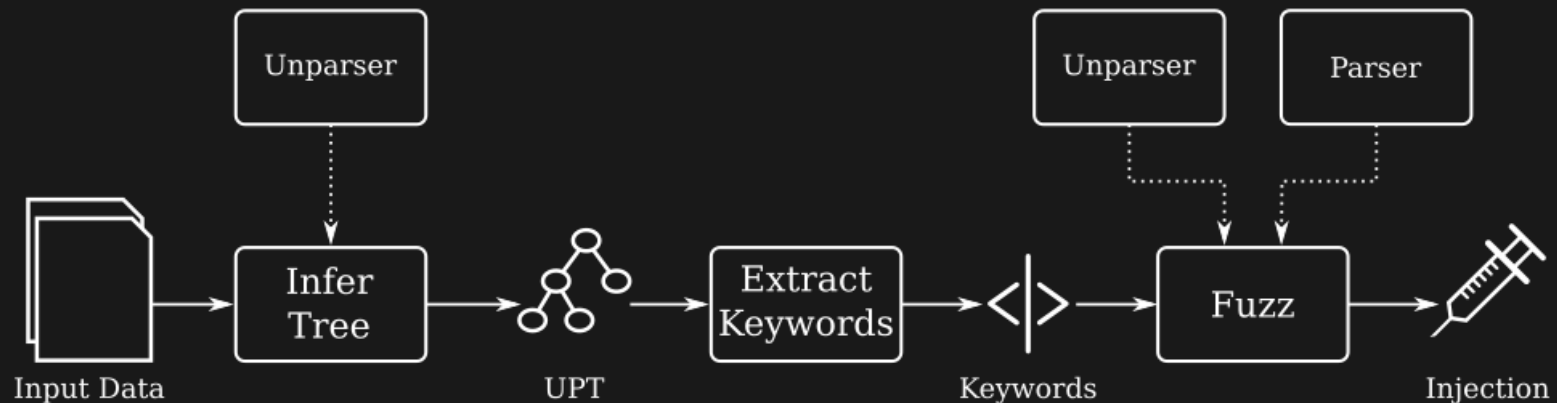 Unparser
Unparser
Parser
Infer
Tree
Extract
Keywords
Fuzz
Input Data
UPT
Keywords
Injection